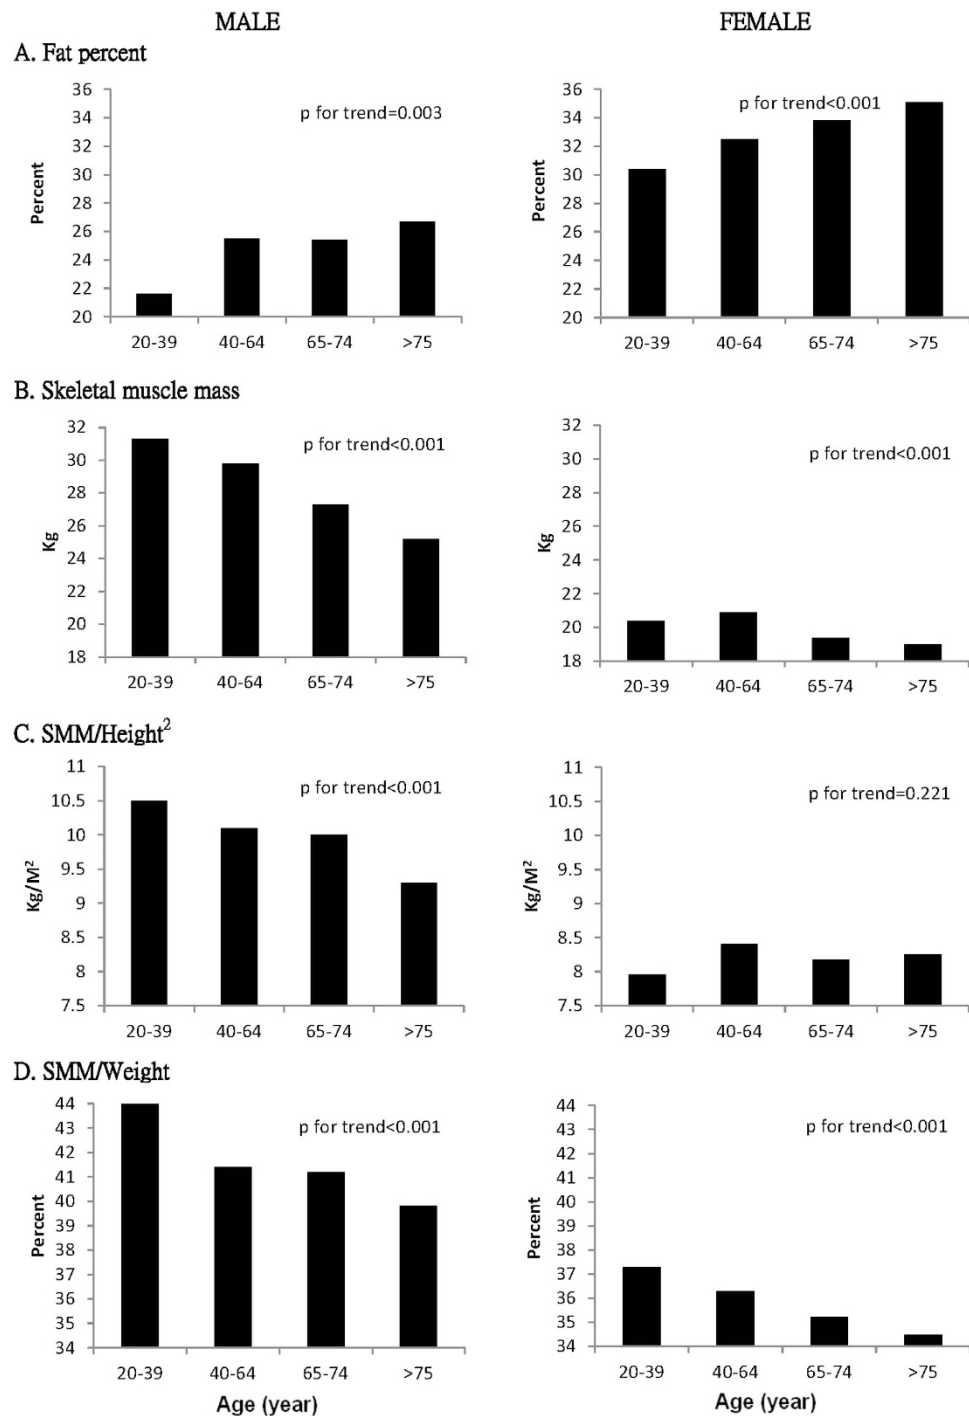 MALE
FEMALE
A. Fat percent
36
34
32
30
28
26
24
22
20
Percent
p for trend=0.003
20-39 40-64 65-74 >75
36
34
32
30
28
26
24
22
20
Percent
p for trend<0.001
20-39 40-64 65-74 >75
B. Skeletal muscle mass
32
30
28
26
24
22
20
18
Kg
p for trend<0.001
20-39 40-64 65-74 >75
32
30
28
26
24
22
20
18
Kg
p for trend<0.001
20-39 40-64 65-74 >75
C. SMM/Height²
11
10.5
10
9.5
9
8.5
8
7.5
Kg/M²
p for trend<0.001
20-39 40-64 65-74 >75
11
10.5
10
9.5
9
8.5
8
7.5
Kg/M²
p for trend=0.221
20-39 40-64 65-74 >75
D. SMM/Weight
44
43
42
41
40
39
38
37
36
35
34
Percent
p for trend<0.001
20-39 40-64 65-74 >75
Age (year)
44
43
42
41
40
39
38
37
36
35
34
Percent
p for trend<0.001
20-39 40-64 65-74 >75
Age (year)